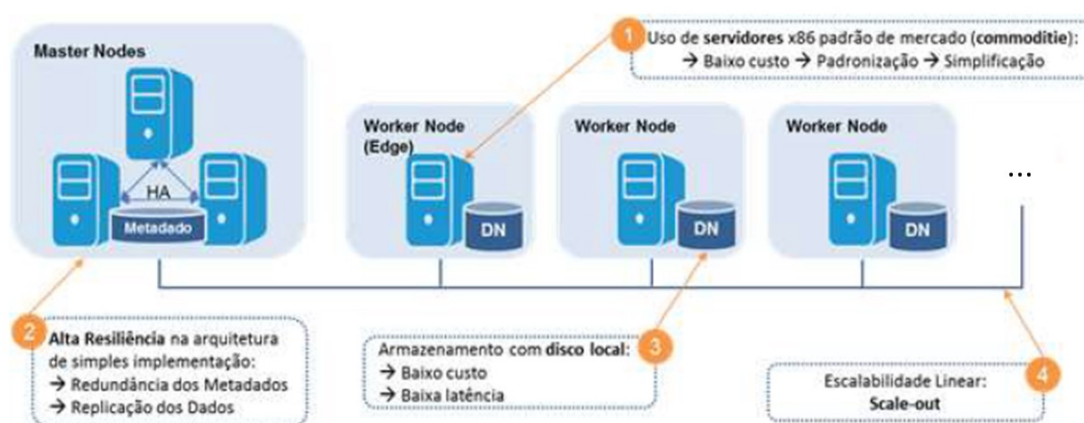 Master Nodes
HA
Metadado
1
Uso de servidores x86 padrão de mercado (commoditie):
→ Baixo custo → Padronização → Simplificação
Worker Node
(Edge)
DN
Worker Node
DN
Worker Node
DN
...
2
Alta Resiliência na arquitetura
de simples implementação:
→ Redundância dos Metadados
→ Replicação dos Dados
3
Armazenamento com disco local:
→ Baixo custo
→ Baixa latência
4
Escalabilidade Linear:
Scale-out